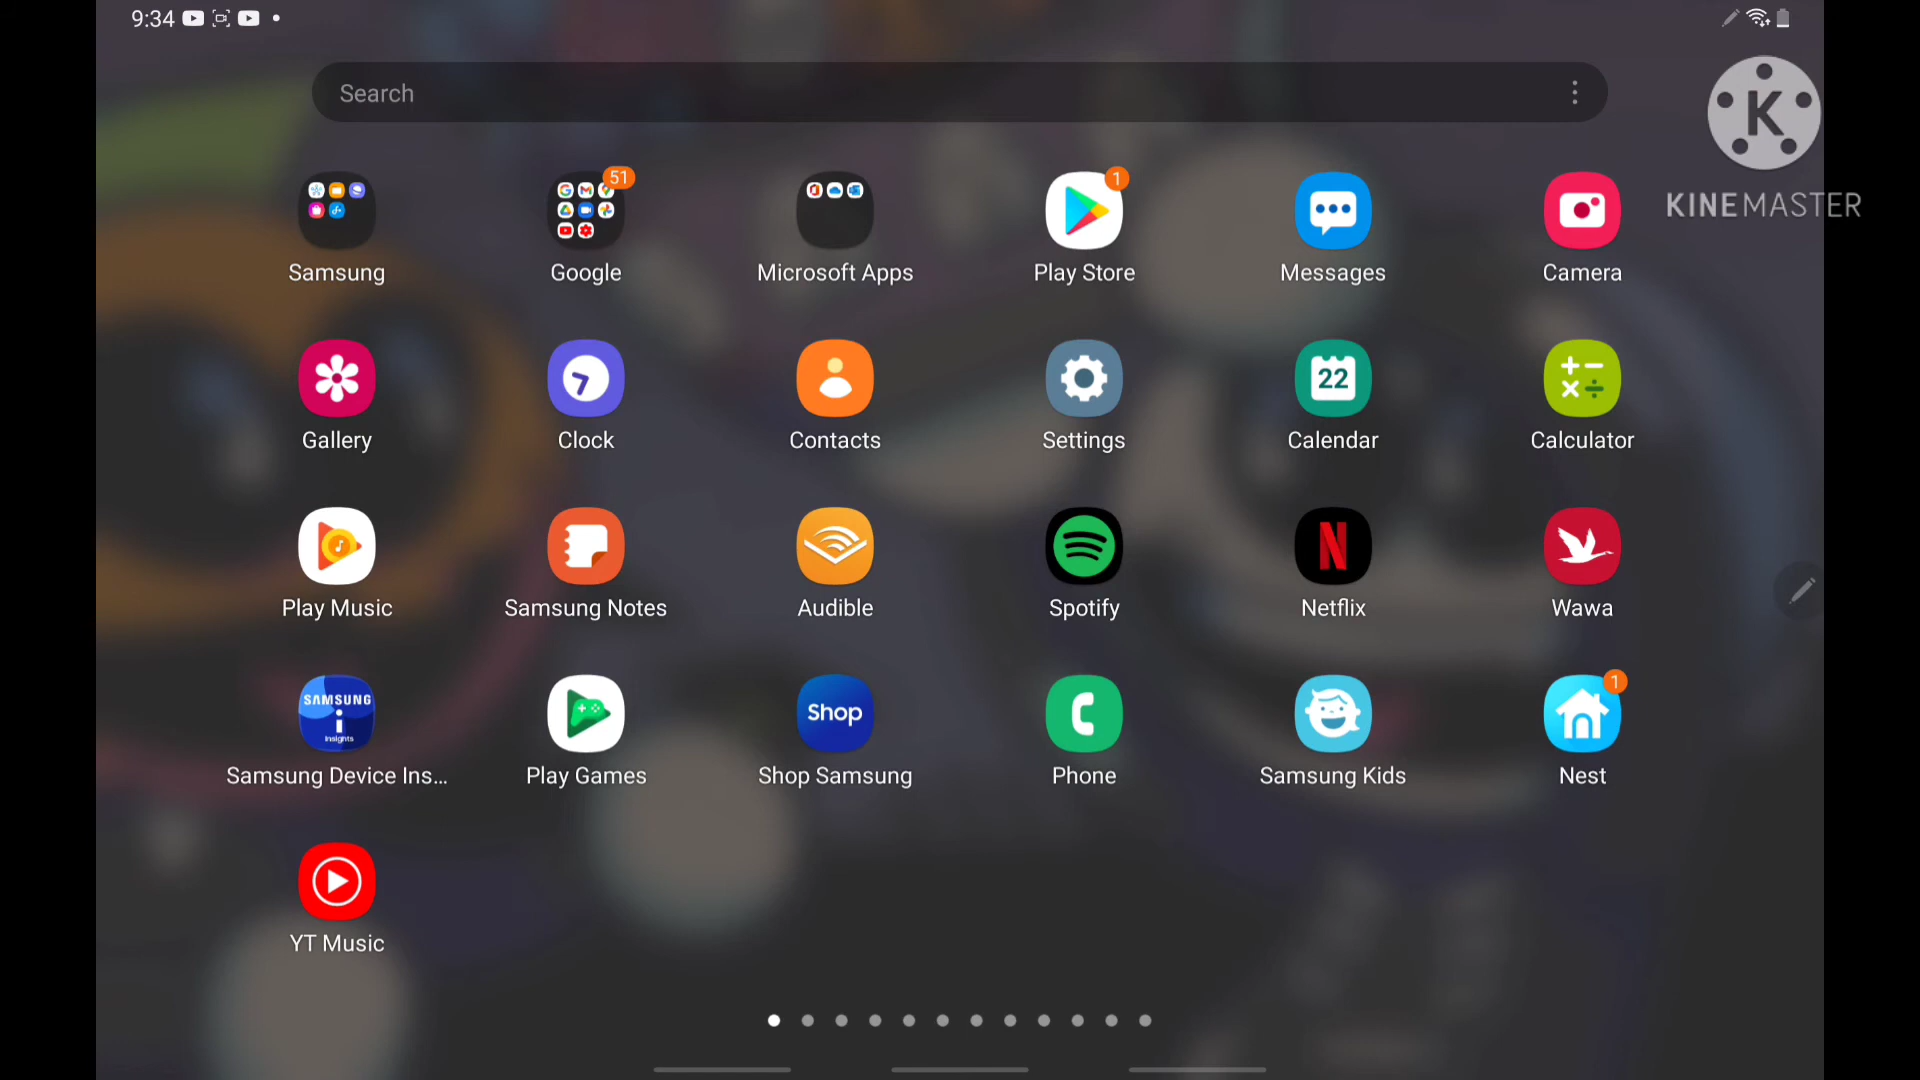 9:34
Search
K
KINEMASTER
51
1
Samsung
Google
Microsoft Apps
Play Store
Messages
Camera
22
Gallery
Clock
Contacts
Settings
Calendar
Calculator
Play Music
Samsung Notes
Audible
Spotify
Netflix
Wawa
SAMSUNG
i
Insights
Shop
1
Samsung Device Ins...
Play Games
Shop Samsung
Phone
Samsung Kids
Nest
YT Music